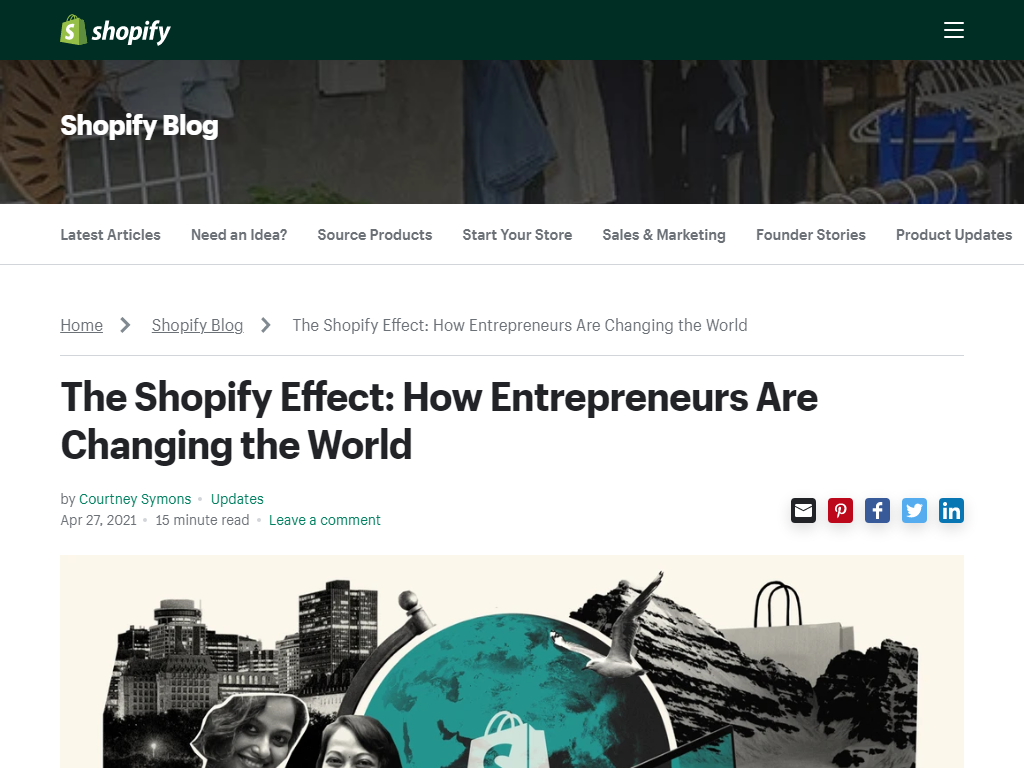 shopify
Shopify Blog
Latest Articles Need an Idea? Source Products Start Your Store Sales & Marketing Founder Stories Product Updates
Home Shopify Blog The Shopify Effect: How Entrepreneurs Are Changing the World
The Shopify Effect: How Entrepreneurs Are
Changing the World
by Courtney Symons • Updates
Apr 27, 2021 • 15 minute read • Leave a comment